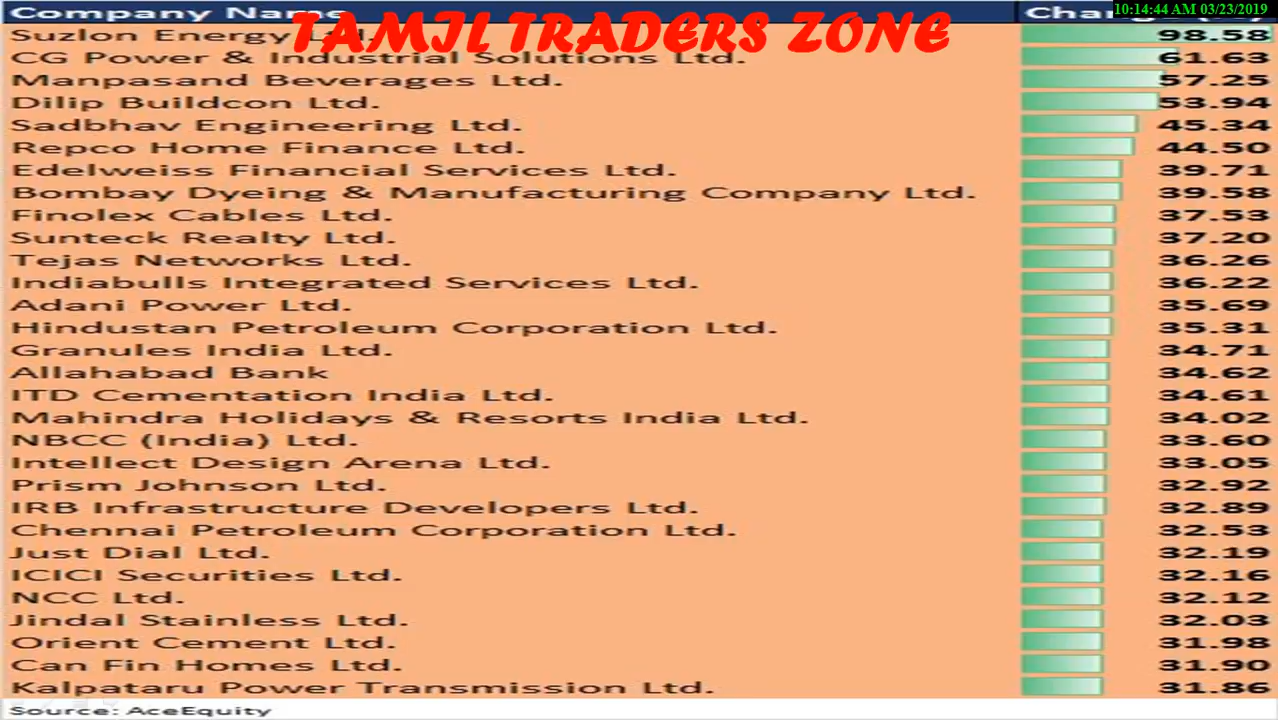 Company Name
10:14:44 AM 03/23/2019
TAMIL TRADERS ZONE
Suzlon Energy Ltd. 98.58
CG Power & Industrial Solutions Ltd. 61.63
Manpasand Beverages Ltd. 57.25
Dilip Buildcon Ltd. 53.94
Sadbhav Engineering Ltd. 45.34
Repco Home Finance Ltd. 44.50
Edelweiss Financial Services Ltd. 39.71
Bombay Dyeing & Manufacturing Company Ltd. 39.58
Finolex Cables Ltd. 37.53
Sunteck Realty Ltd. 37.20
Tejas Networks Ltd. 36.26
Indiabulls Integrated Services Ltd. 36.22
Adani Power Ltd. 35.69
Hindustan Petroleum Corporation Ltd. 35.31
Granules India Ltd. 34.71
Allahabad Bank 34.62
ITD Cementation India Ltd. 34.61
Mahindra Holidays & Resorts India Ltd. 34.02
NBCC (India) Ltd. 33.60
Intellect Design Arena Ltd. 33.05
Prism Johnson Ltd. 32.92
IRB Infrastructure Developers Ltd. 32.89
Chennai Petroleum Corporation Ltd. 32.53
Just Dial Ltd. 32.19
ICICI Securities Ltd. 32.16
NCC Ltd. 32.12
Jindal Stainless Ltd. 32.03
Orient Cement Ltd. 31.98
Can Fin Homes Ltd. 31.90
Kalpataru Power Transmission Ltd. 31.86
Source: AceEquity